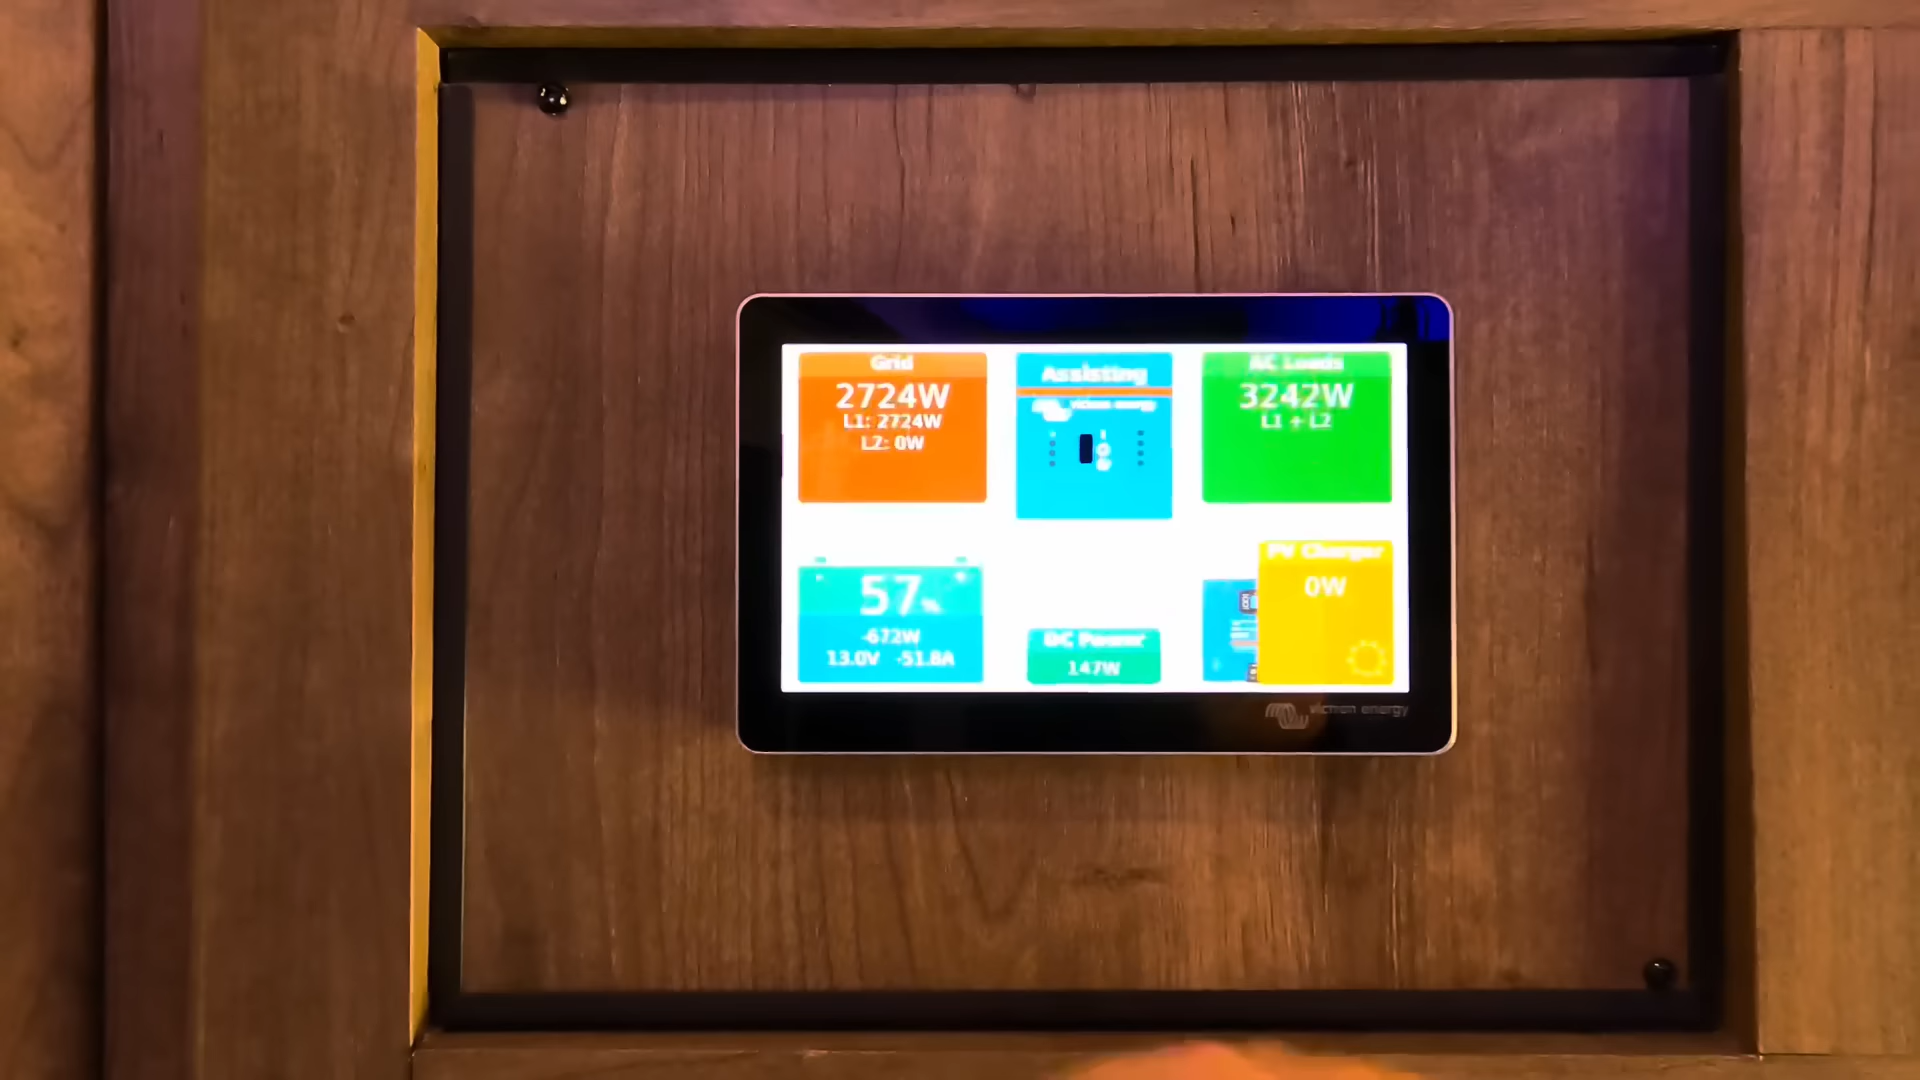 Grid
2724W
L1: 2724W
L2: 0W
Assisting
victron energy
AC Loads
3242W
L1 + L2
57%
-672W
13.0V -51.8A
DC Power
147W
PV Charger
0W
victron energy